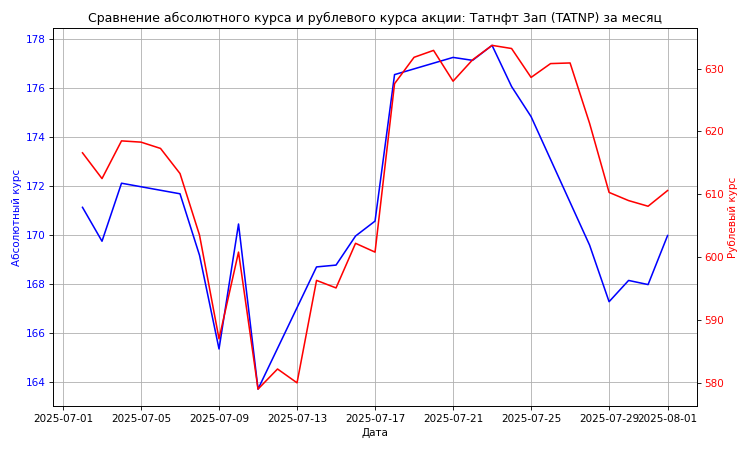 Сравнение абсолютного курса и рублевого курса акции: Татнфт 3ап (TATNP) за месяц
178
176
174
172
170
168
166
164
Абсолютный курс
630
620
610
600
590
580
Рублевый курс
2025-07-01 2025-07-05 2025-07-09 2025-07-13 2025-07-17 2025-07-21 2025-07-25 2025-07-29 2025-08-01
Дата